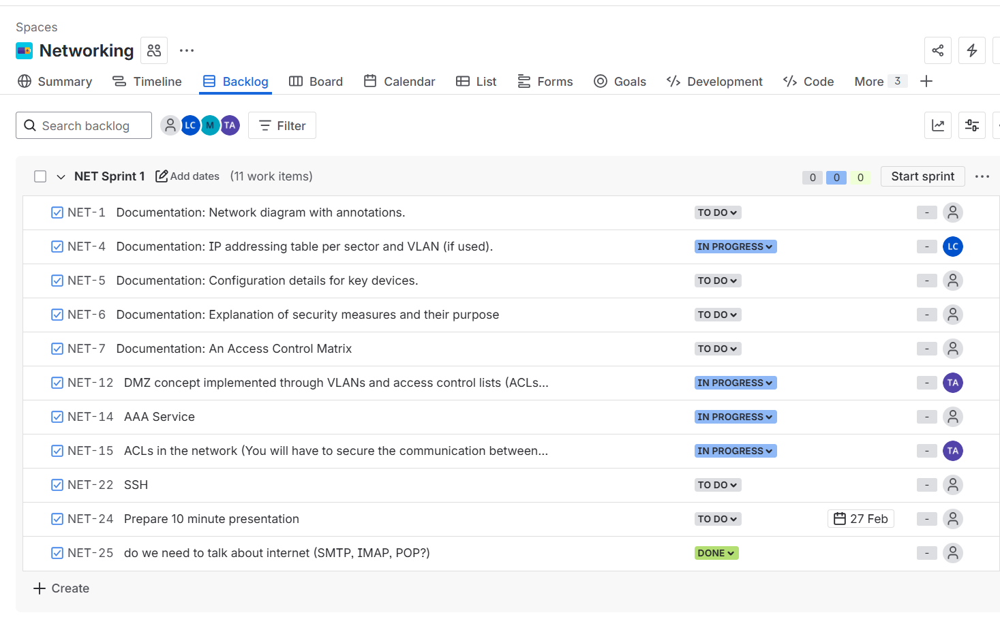 Spaces
Networking
Summary Timeline Backlog Board Calendar List Forms Goals Development Code More 3
Search backlog LC M TA Filter
NET Sprint 1 Add dates (11 work items) 0 0 0 Start sprint
NET-1 Documentation: Network diagram with annotations. TO DO -
NET-4 Documentation: IP addressing table per sector and VLAN (if used). IN PROGRESS - LC
NET-5 Documentation: Configuration details for key devices. TO DO -
NET-6 Documentation: Explanation of security measures and their purpose TO DO -
NET-7 Documentation: An Access Control Matrix TO DO -
NET-12 DMZ concept implemented through VLANs and access control lists (ACLs... IN PROGRESS - TA
NET-14 AAA Service IN PROGRESS -
NET-15 ACLs in the network (You will have to secure the communication between... IN PROGRESS - TA
NET-22 SSH TO DO -
NET-24 Prepare 10 minute presentation TO DO 27 Feb -
NET-25 do we need to talk about internet (SMTP, IMAP, POP?) DONE -
Create